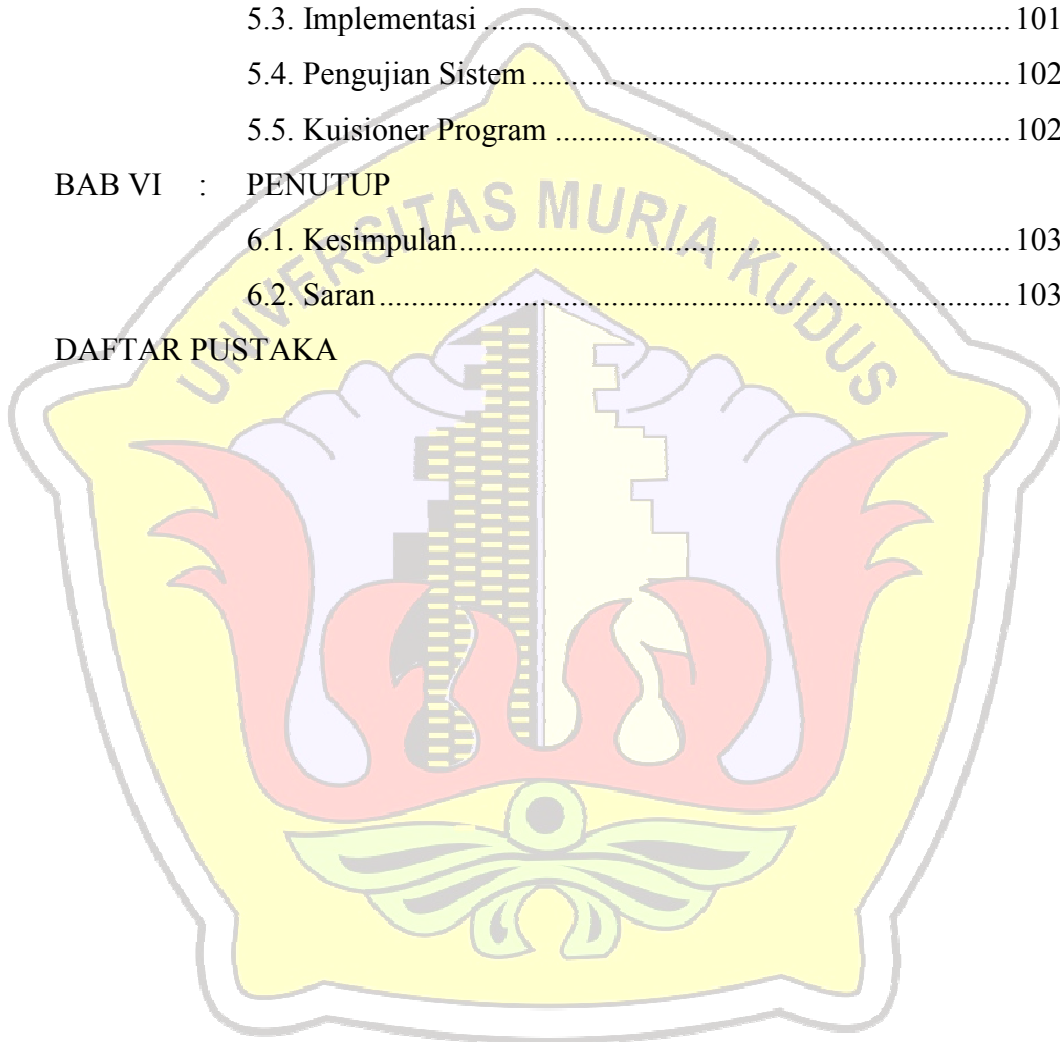 5.3. Implementasi ........................................................................ 101
5.4. Pengujian Sistem .................................................................. 102
5.5. Kuisioner Program ............................................................... 102
BAB VI : PENUTUP
6.1. Kesimpulan ........................................................................... 103
6.2. Saran ..................................................................................... 103
DAFTAR PUSTAKA
UNIVERSITAS MURIA KUDUS